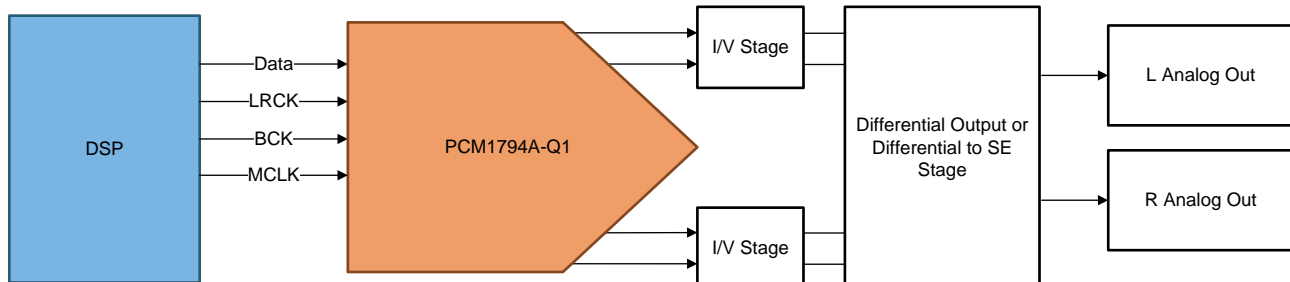 DSP
Data
LRCK
BCK
MCLK
PCM1794A-Q1
I/V Stage
I/V Stage
Differential Output or
Differential to SE
Stage
L Analog Out
R Analog Out